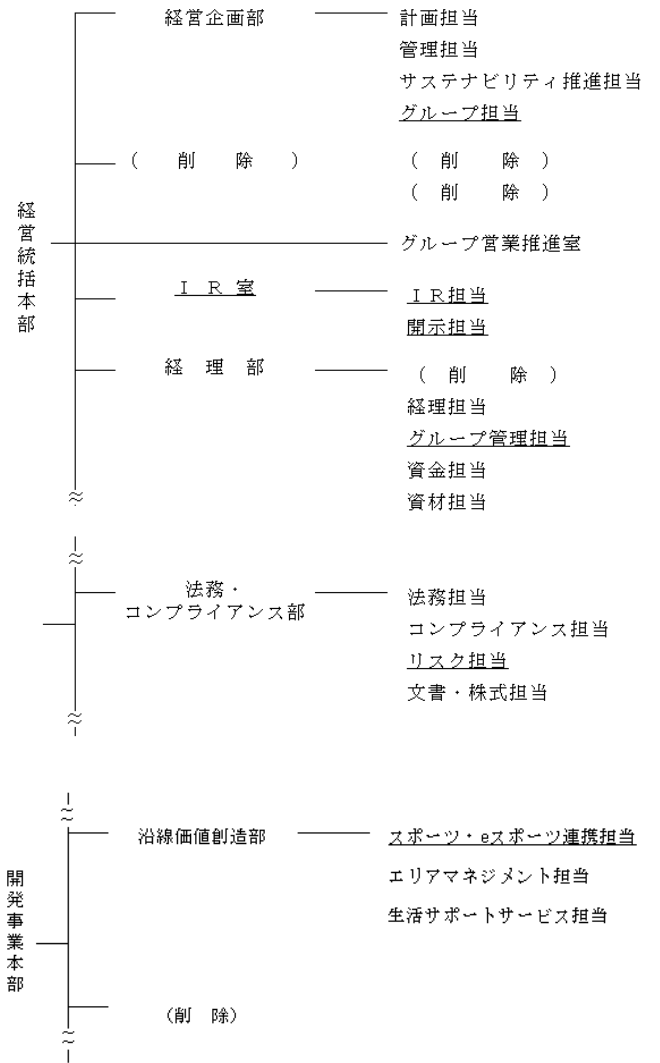 経営企画部 計画担当
管理担当
サステナビリティ推進担当
グループ担当
( 削 除 ) ( 削 除 )
( 削 除 )
経営統括本部
グループ営業推進室
I R 室 I R担当
開示担当
経 理 部 ( 削 除 )
経理担当
グループ管理担当
資金担当
資材担当
法務・
コンプライアンス部
法務担当
コンプライアンス担当
リスク担当
文書・株式担当
開発事業本部
沿線価値創造部 スポーツ・eスポーツ連携担当
エリアマネジメント担当
生活サポートサービス担当
(削 除)